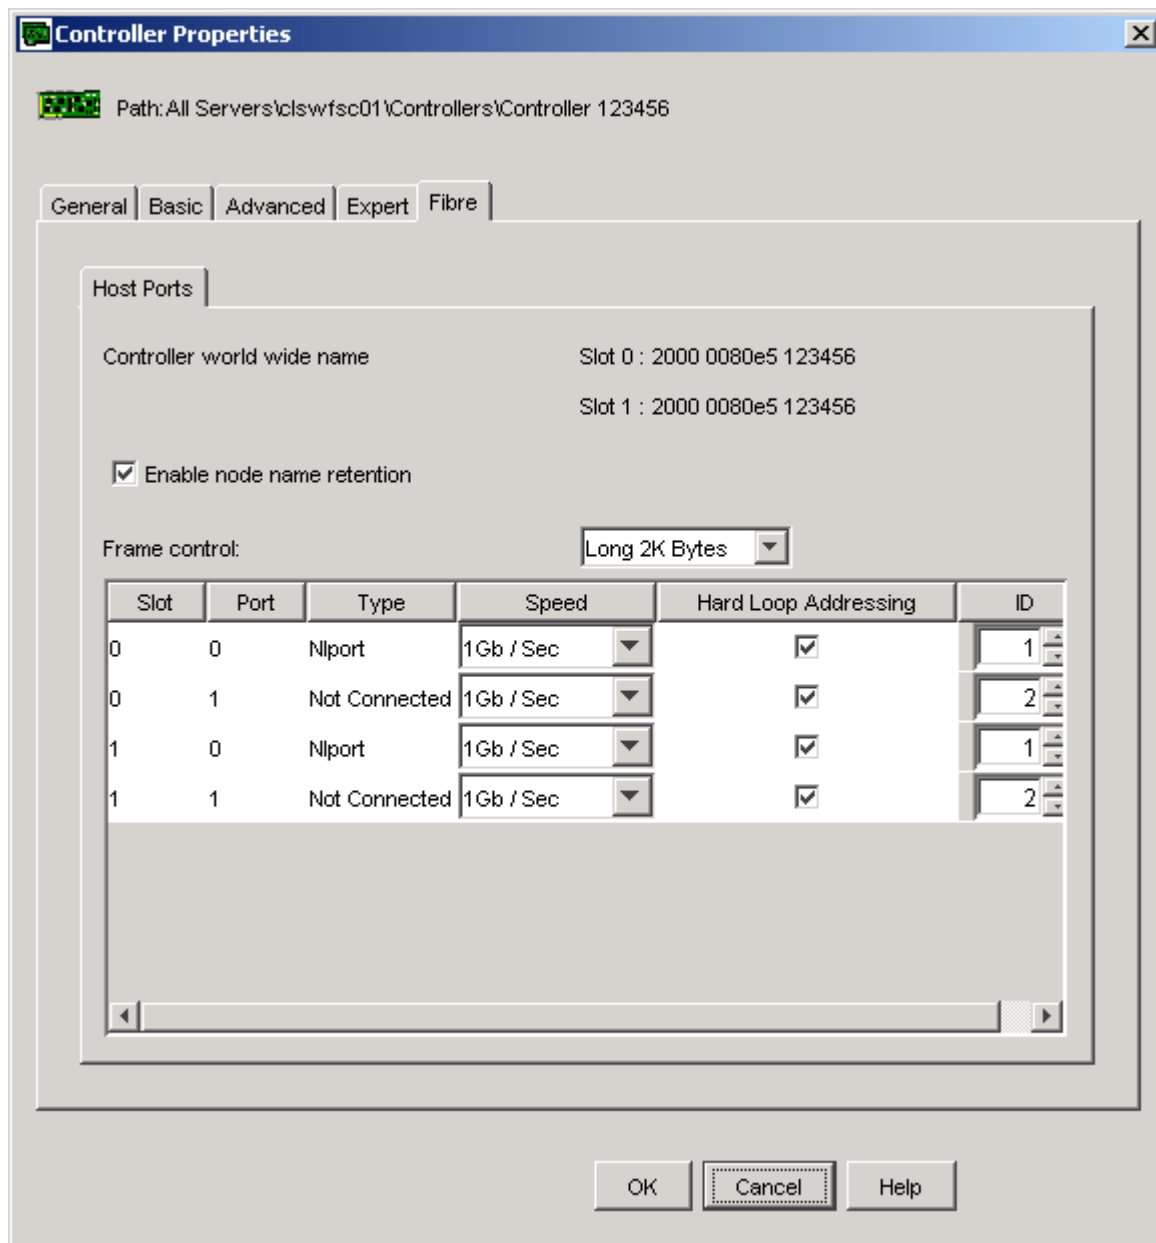 Controller Properties
Path:All Servers\clswfsc01\Controllers\Controller 123456
General Basic Advanced Expert Fibre
Host Ports
Controller world wide name Slot 0 : 2000 0080e5 123456
Slot 1 : 2000 0080e5 123456
Enable node name retention
Frame control: Long 2K Bytes
Slot Port Type Speed Hard Loop Addressing ID
0 0 Nlport 1Gb / Sec 1
0 1 Not Connected 1Gb / Sec 2
1 0 Nlport 1Gb / Sec 1
1 1 Not Connected 1Gb / Sec 2
OK Cancel Help